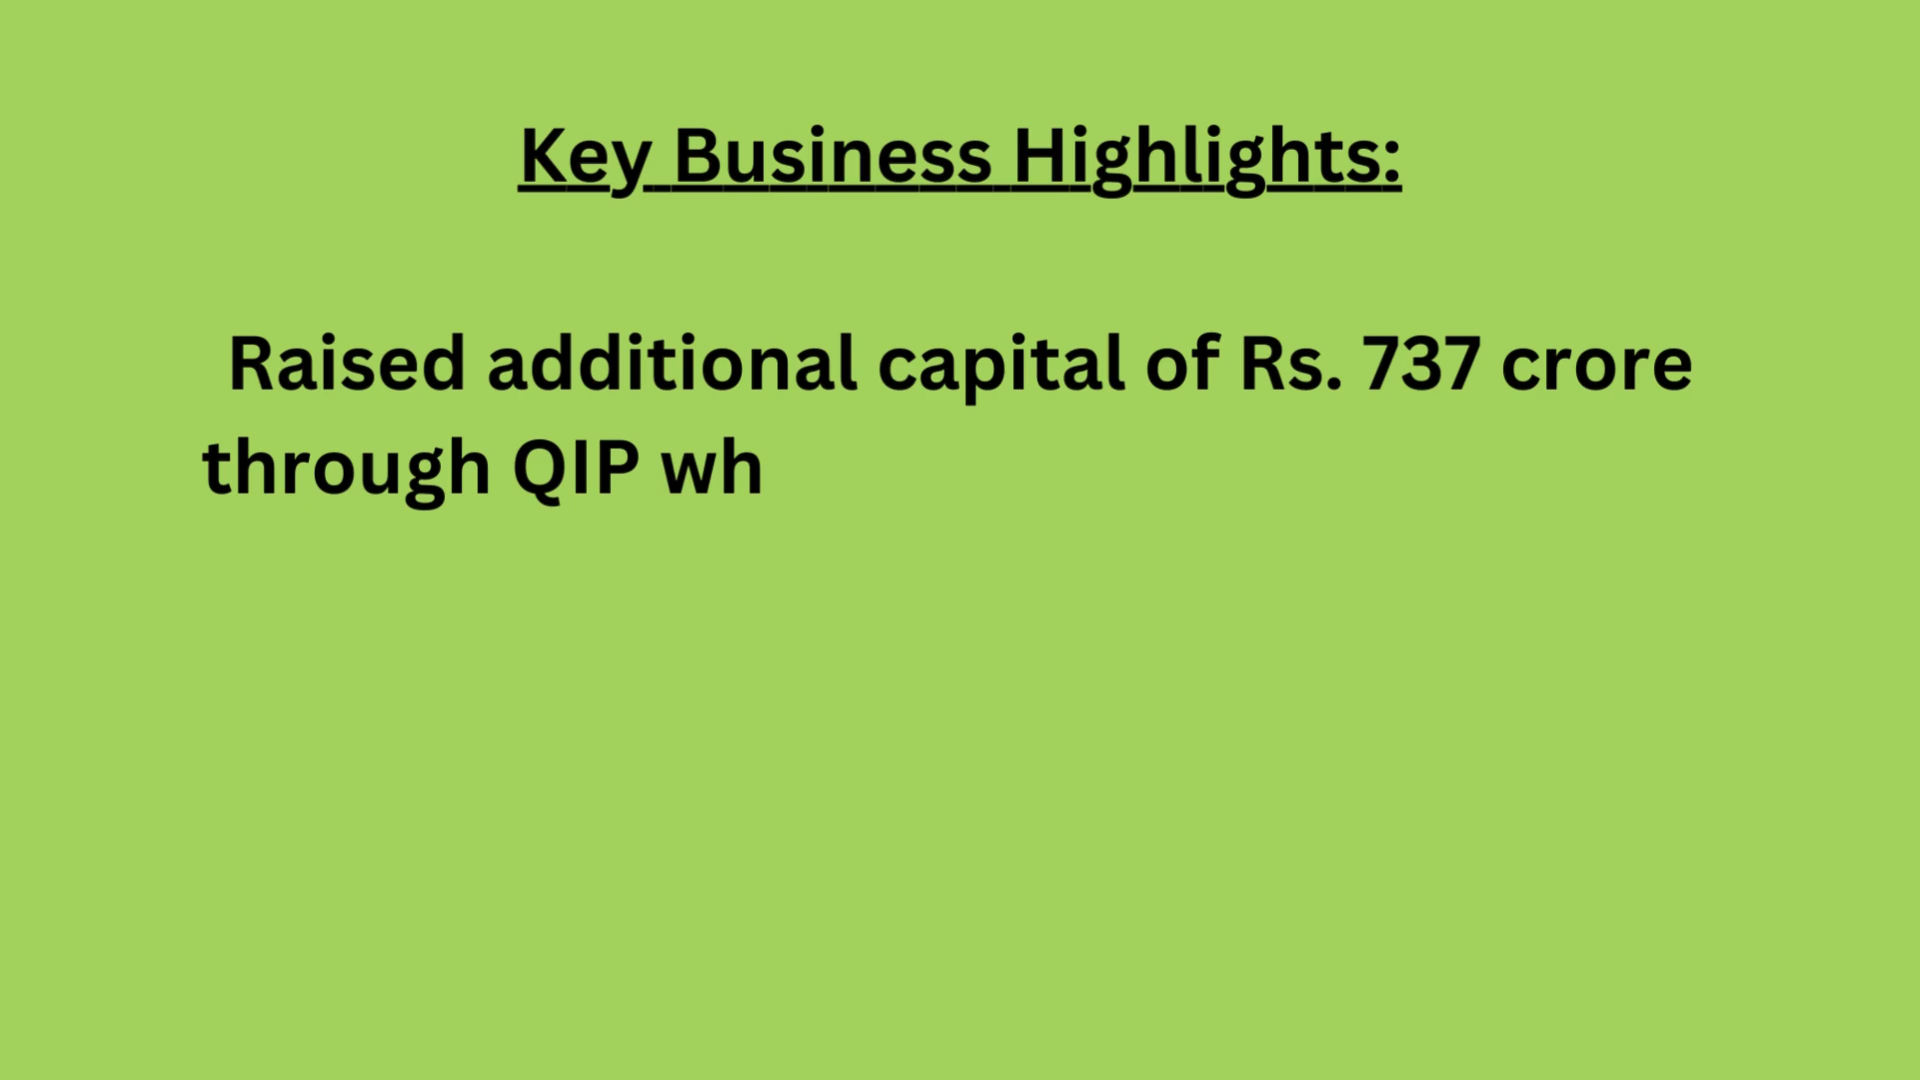 Key Business Highlights:
Raised additional capital of Rs. 737 crore
through QIP wh